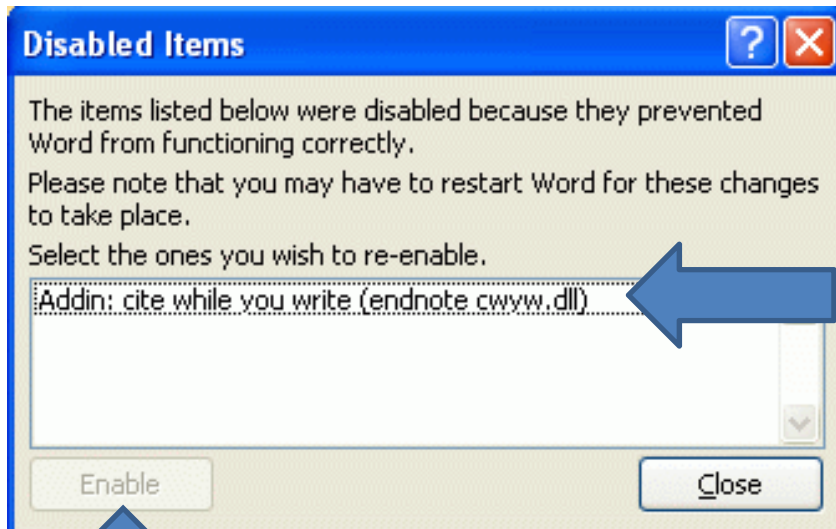 Disabled Items
The items listed below were disabled because they prevented
Word from functioning correctly.
Please note that you may have to restart Word for these changes
to take place.
Select the ones you wish to re-enable.
Addin: cite while you write (endnote cwyw.dll)
Enable
Close